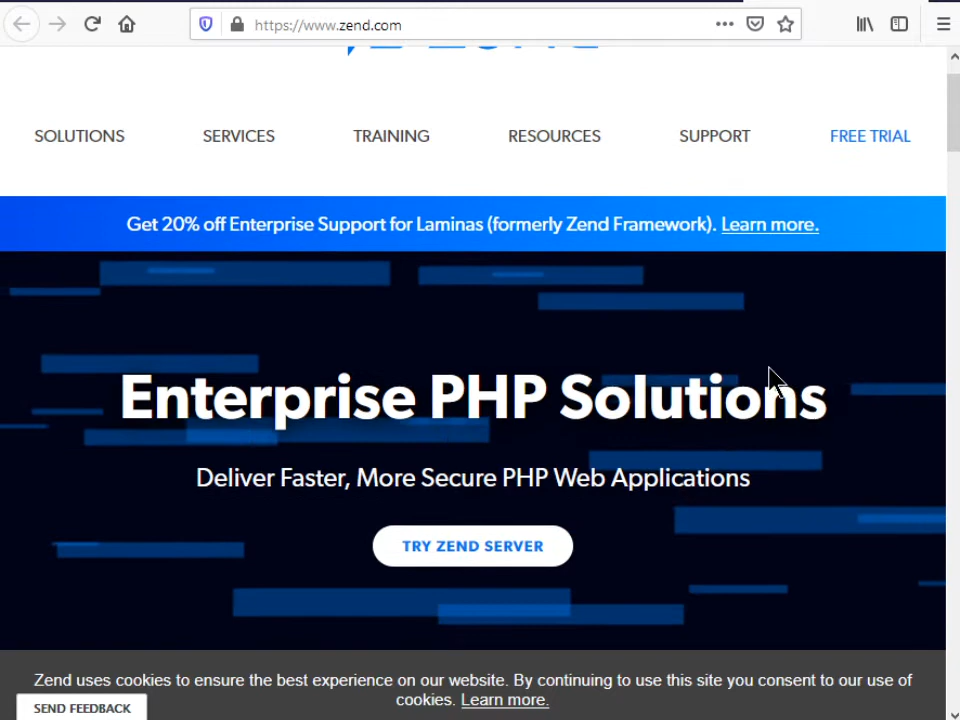 https://www.zend.com
SOLUTIONS
SERVICES
TRAINING
RESOURCES
SUPPORT
FREE TRIAL
Get 20% off Enterprise Support for Laminas (formerly Zend Framework). Learn more.
Enterprise PHP Solutions
Deliver Faster, More Secure PHP Web Applications
TRY ZEND SERVER
Zend uses cookies to ensure the best experience on our website. By continuing to use this site you consent to our use of
cookies. Learn more.
SEND FEEDBACK